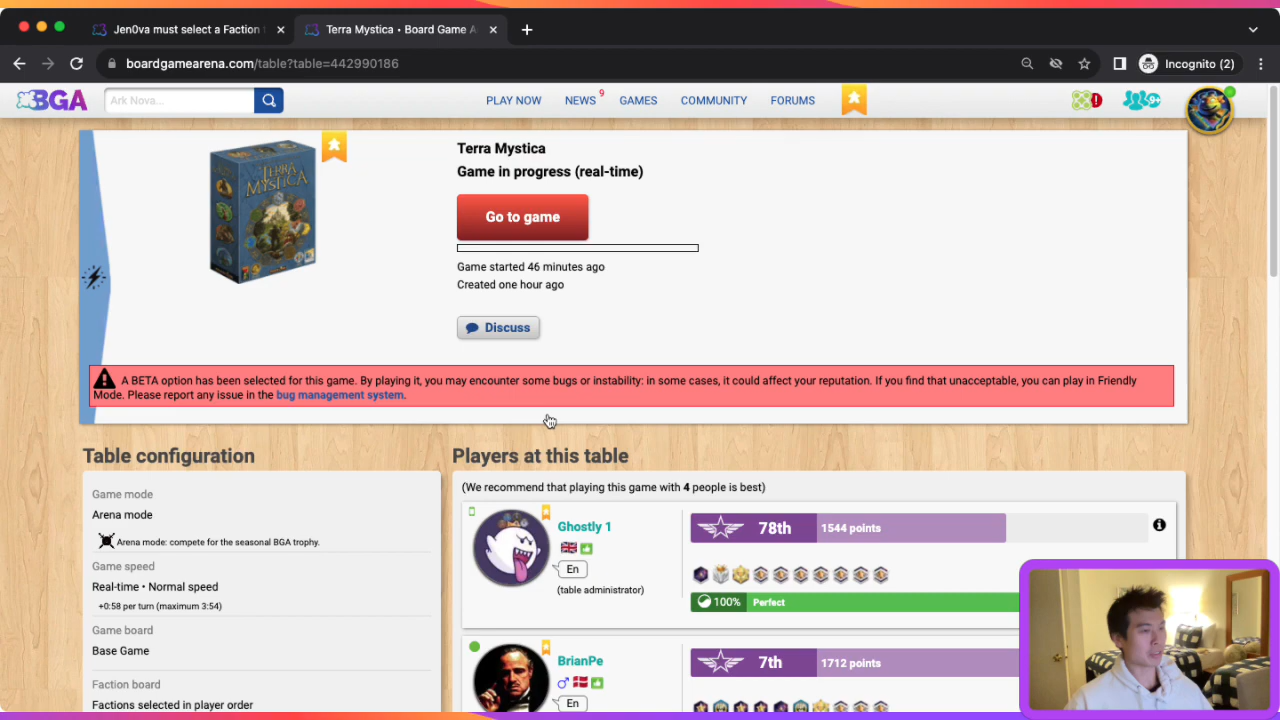 Jen0va must select a Faction
Terra Mystica • Board Game A
boardgamearena.com/table?table=442990186
Incognito (2)
BGA
Ark Nova...
PLAY NOW
NEWS
9
GAMES
COMMUNITY
FORUMS
9+
TERRA MYSTICA
Terra Mystica
Game in progress (real-time)
Go to game
Game started 46 minutes ago
Created one hour ago
Discuss
A BETA option has been selected for this game. By playing it, you may encounter some bugs or instability: in some cases, it could affect your reputation. If you find that unacceptable, you can play in Friendly
Mode. Please report any issue in the bug management system.
Table configuration
Game mode
Arena mode
Arena mode: compete for the seasonal BGA trophy.
Game speed
Real-time • Normal speed
+0:58 per turn (maximum 3:54)
Game board
Base Game
Faction board
Factions selected in player order
Players at this table
(We recommend that playing this game with 4 people is best)
Ghostly 1
En
(table administrator)
78th
1544 points
100%
Perfect
BrianPe
En
7th
1712 points